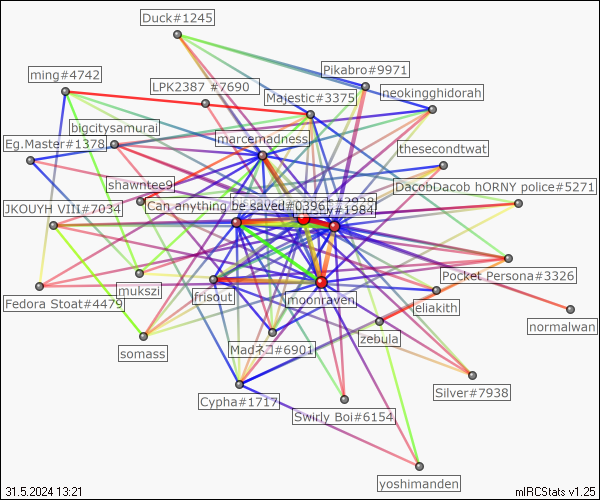 Duck#1245
Pikabro#9971
ming#4742
LPK2387 #7690
Majestic#3375
neokingghidorah
bigcitysamurai
marcemadness
Eg.Master#1378
thesecondtwat
shawntee9
DacobDacob hORNY police#5271
Can anything be saved#0396
#1984
JKOUYH VIII#7034
Pocket Persona#3326
mukszi
frisout
moonraven
Fedora Stoat#4479
eliakith
normalwan
Madネコ#6901
zebula
somass
Cypha#1717
Silver#7938
Swirly Boi#6154
yoshimanden
31.5.2024 13:21
mIRCStats v1.25